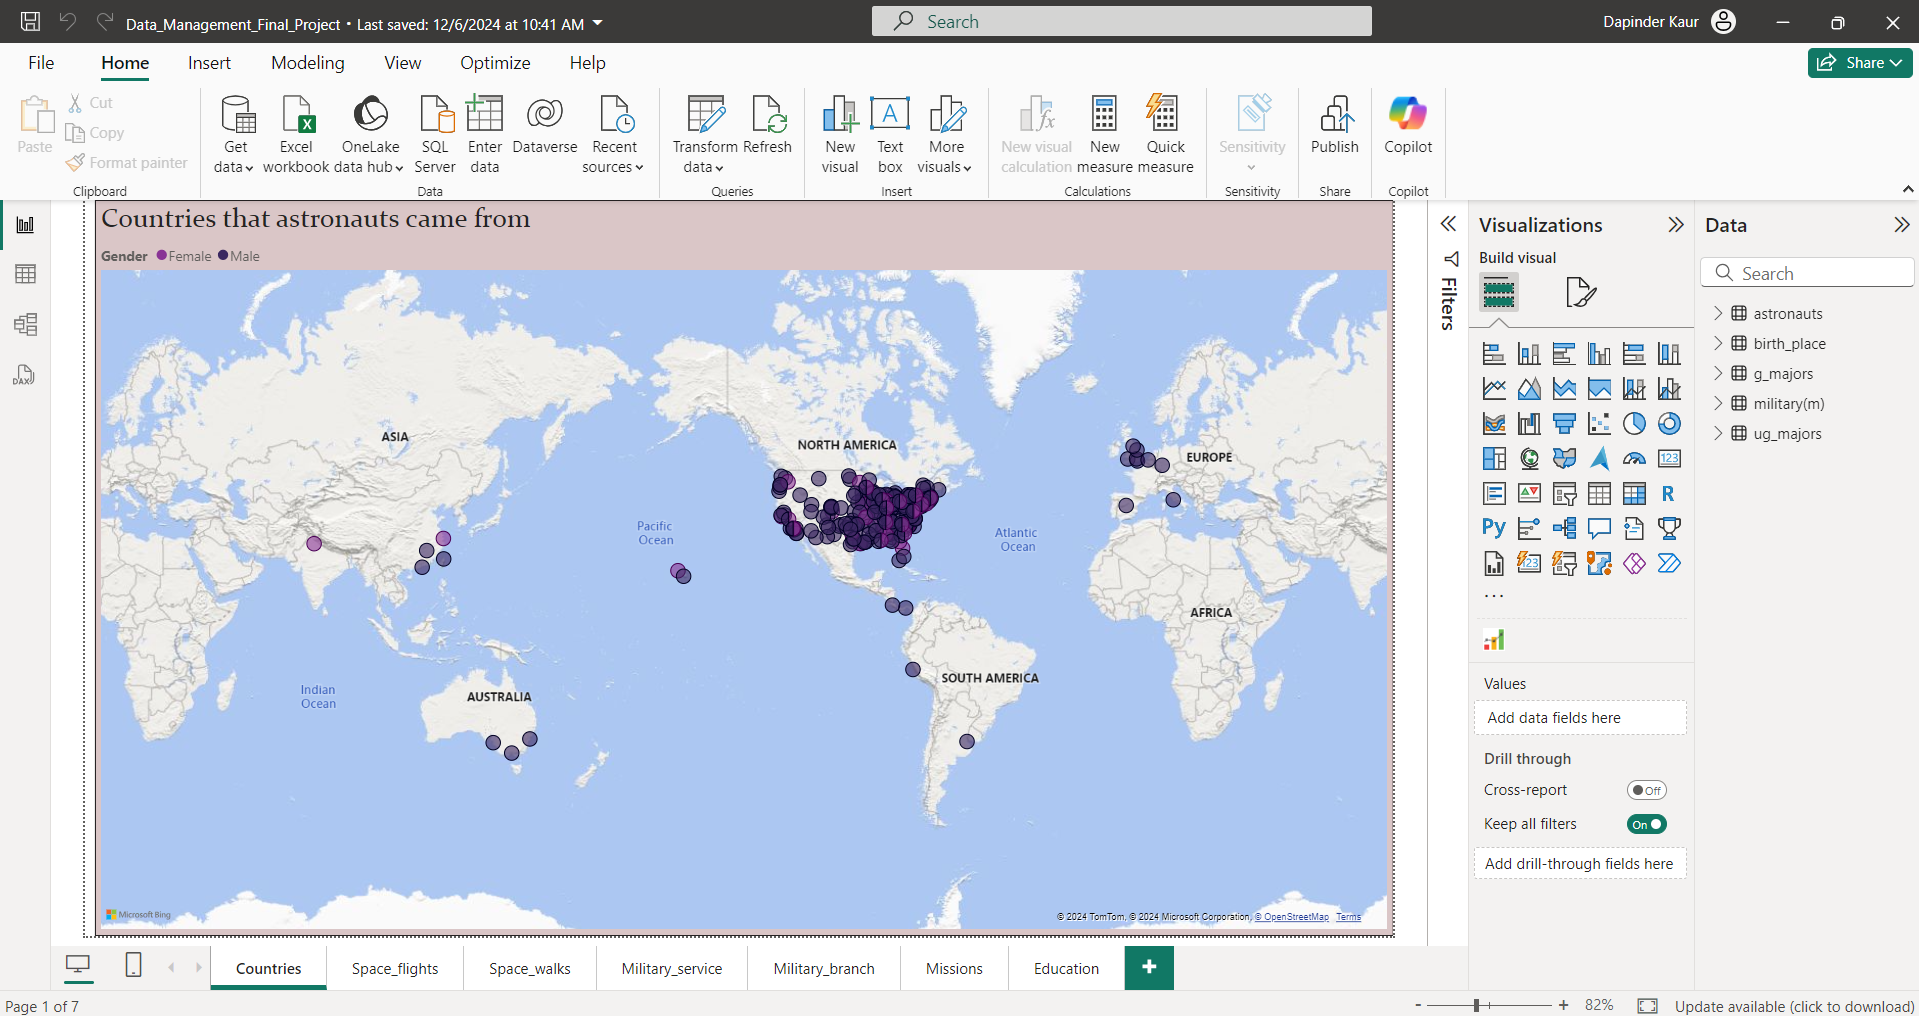 Data_Management_Final_Project • Last saved: 12/6/2024 at 10:41 AM
Search
Dapinder Kaur
File Home Insert Modeling View Optimize Help
Share
Paste
Cut
Copy
Format painter
Clipboard
Get data
Excel workbook
OneLake data hub
SQL Server
Enter data
Dataverse
Recent sources
Data
Transform data
Refresh
Queries
New visual
Text box
More visuals
Insert
New visual calculation
New measure
Quick measure
Calculations
Sensitivity
Sensitivity
Publish
Share
Copilot
Copilot
DAX
Countries that astronauts came from
Gender Female Male
ASIA
NORTH AMERICA
EUROPE
Pacific
Ocean
Atlantic
Ocean
AFRICA
SOUTH AMERICA
Indian
Ocean
AUSTRALIA
Microsoft Bing
© 2024 TomTom, © 2024 Microsoft Corporation, © OpenStreetMap Terms
Filters
Visualizations
Build visual
123
R
Py
123
...
Values
Add data fields here
Drill through
Cross-report
Off
Keep all filters
On
Add drill-through fields here
Data
Search
astronauts
birth_place
g_majors
military(m)
ug_majors
Countries Space_flights Space_walks Military_service Military_branch Missions Education +
Page 1 of 7
- + 82%
Update available (click to download)